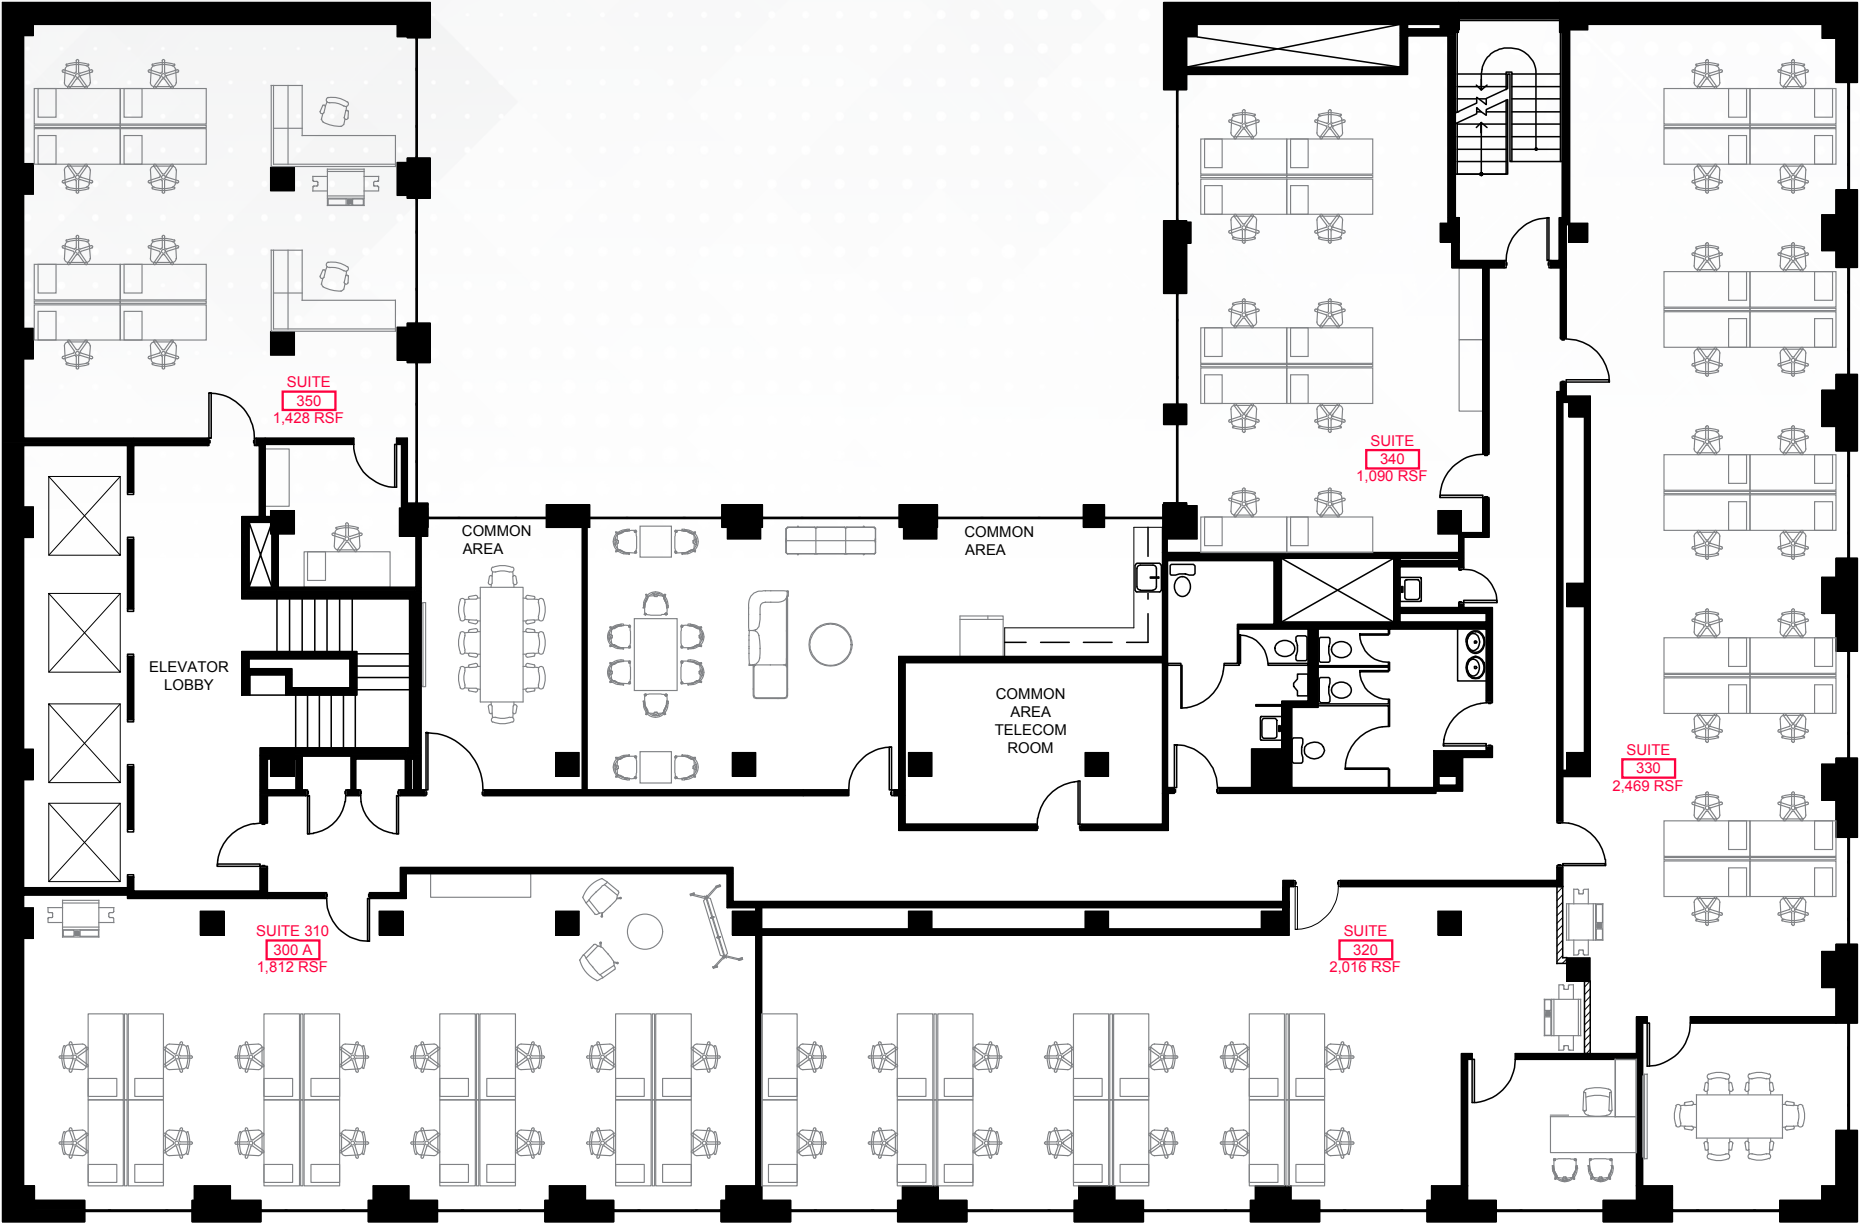 SUITE
350
1,428 RSF
SUITE
340
1,090 RSF
COMMON
AREA
COMMON
AREA
ELEVATOR
LOBBY
COMMON
AREA
TELECOM
ROOM
SUITE
330
2,469 RSF
SUITE 310
300 A
1,812 RSF
SUITE
320
2,016 RSF